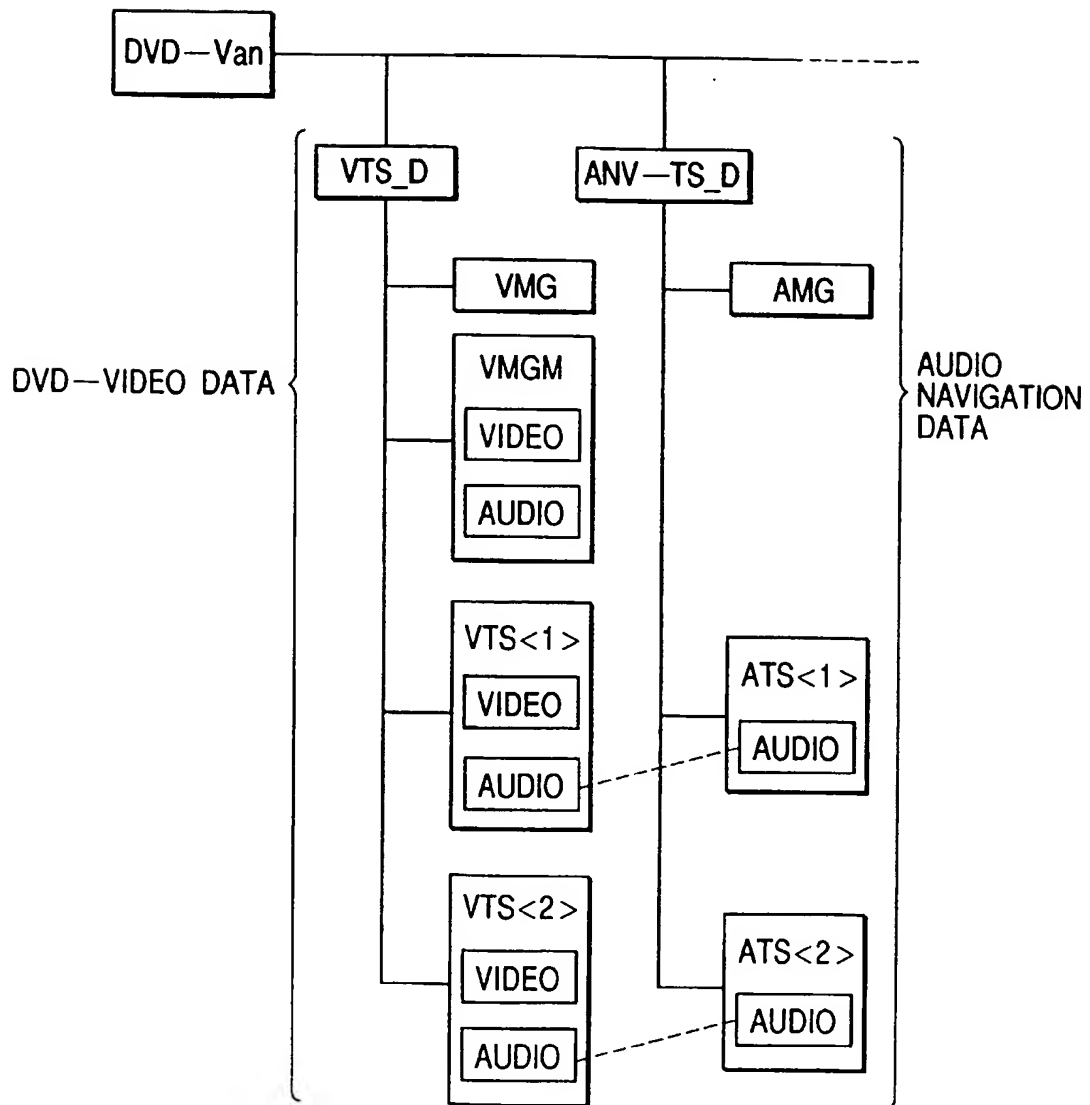 DVD—Van
VTS_D
ANV—TS_D
VMG
AMG
DVD—VIDEO DATA
VMGM
VIDEO
AUDIO
AUDIO
NAVIGATION
DATA
VTS<1>
VIDEO
AUDIO
ATS<1>
AUDIO
VTS<2>
VIDEO
AUDIO
ATS<2>
AUDIO